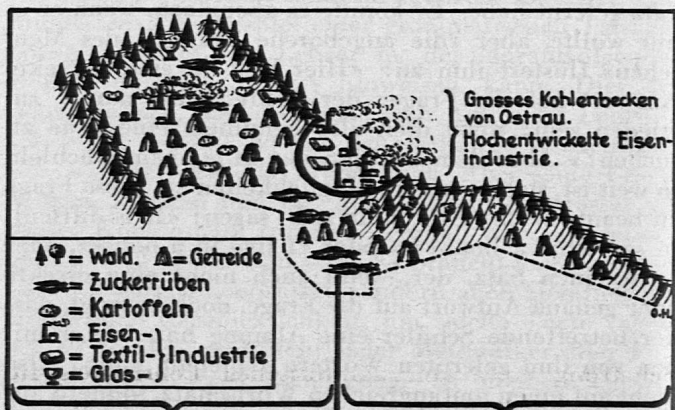 Grosses Kohlenbecken
von Ostrau.
Hochentwickelte Eisen-
industrie.
= Wald. = Getreide
= Zuckerrüben
= Kartoffeln
= Eisen-
= Textil- Industrie
= Glas-
O.H.